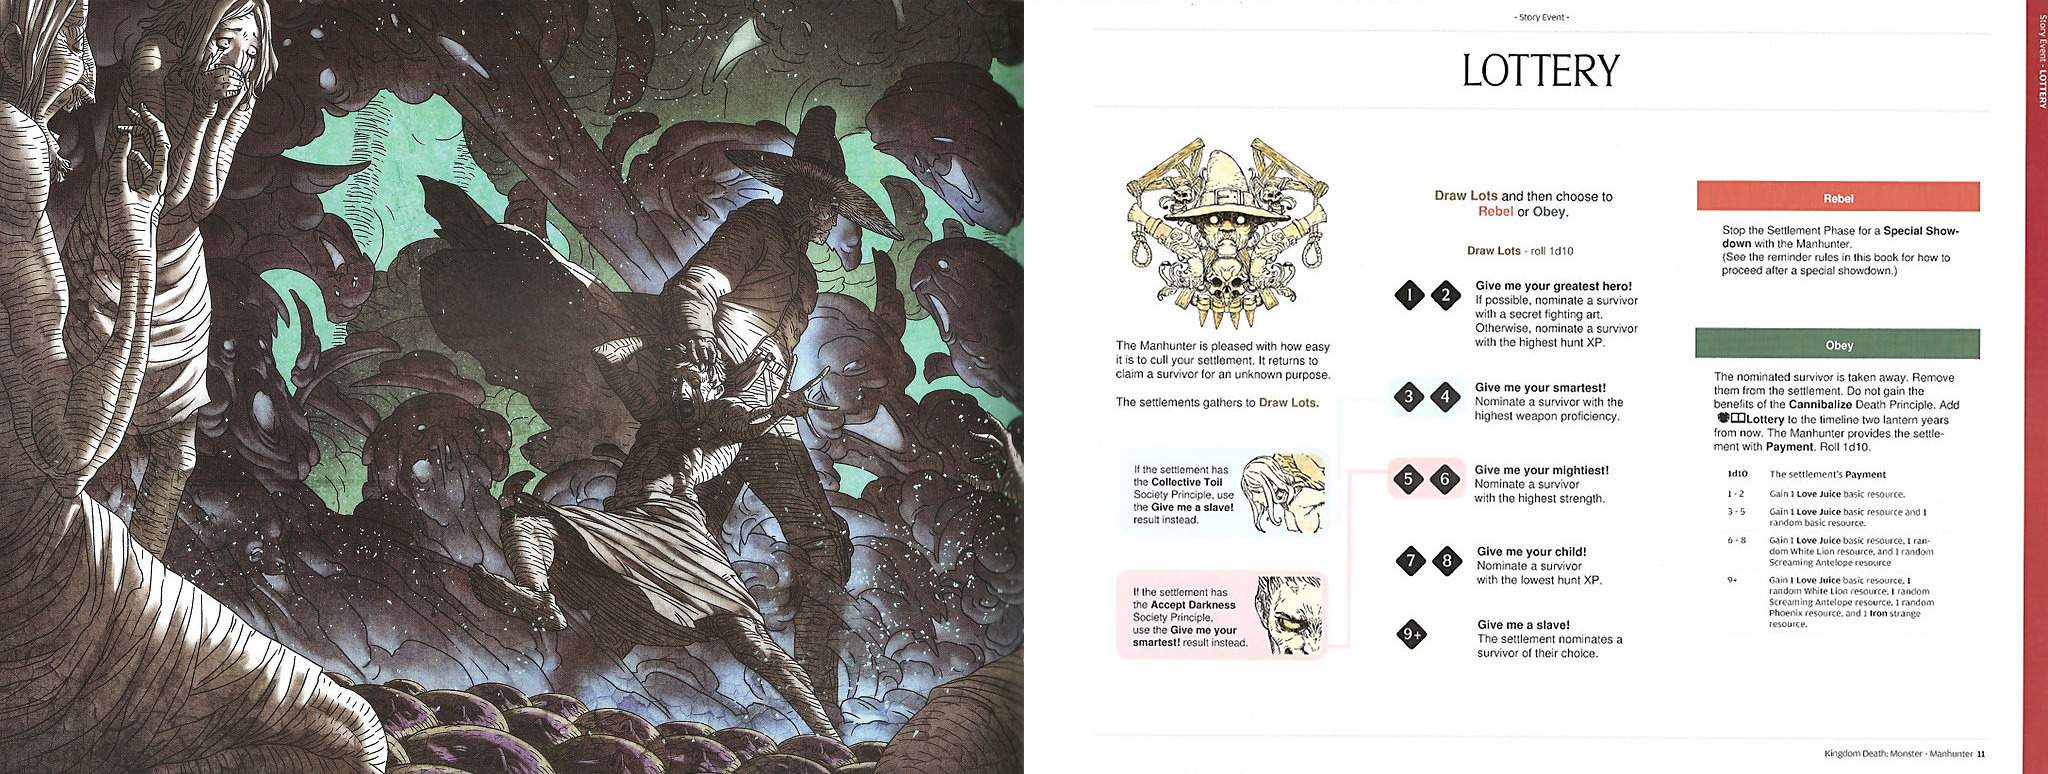 - Story Event -
LOTTERY
Story Event - LOTTERY
The Manhunter is pleased with how easy
it is to cull your settlement. It returns to
claim a survivor for an unknown purpose.
The settlements gathers to Draw Lots.
If the settlement has
the Collective Toil
Society Principle, use
the Give me a slave!
result instead.
If the settlement has
the Accept Darkness
Society Principle,
use the Give me your
smartest! result instead.
Draw Lots and then choose to
Rebel or Obey.
Draw Lots - roll 1d10
1 2 Give me your greatest hero!
If possible, nominate a survivor
with a secret fighting art.
Otherwise, nominate a survivor
with the highest hunt XP.
3 4 Give me your smartest!
Nominate a survivor with the
highest weapon proficiency.
5 6 Give me your mightiest!
Nominate a survivor
with the highest strength.
7 8 Give me your child!
Nominate a survivor
with the lowest hunt XP.
9+ Give me a slave!
The settlement nominates a
survivor of their choice.
Rebel
Stop the Settlement Phase for a Special Show-
down with the Manhunter.
(See the reminder rules in this book for how to
proceed after a special showdown.)
Obey
The nominated survivor is taken away. Remove
them from the settlement. Do not gain the
benefits of the Cannibalize Death Principle. Add
Lottery to the timeline two lantern years
from now. The Manhunter provides the settle-
ment with Payment. Roll 1d10.
1d10 The settlement's Payment
1 - 2 Gain 1 Love Juice basic resource.
3 - 5 Gain 1 Love Juice basic resource and 1
random basic resource.
6 - 8 Gain 1 Love Juice basic resource, 1 ran-
dom White Lion resource, and 1 random
Screaming Antelope resource
9+ Gain 1 Love Juice basic resource, 1
random White Lion resource, 1 random
Screaming Antelope resource, 1 random
Phoenix resource, and 1 Iron strange
resource.
Kingdom Death: Monster - Manhunter 11